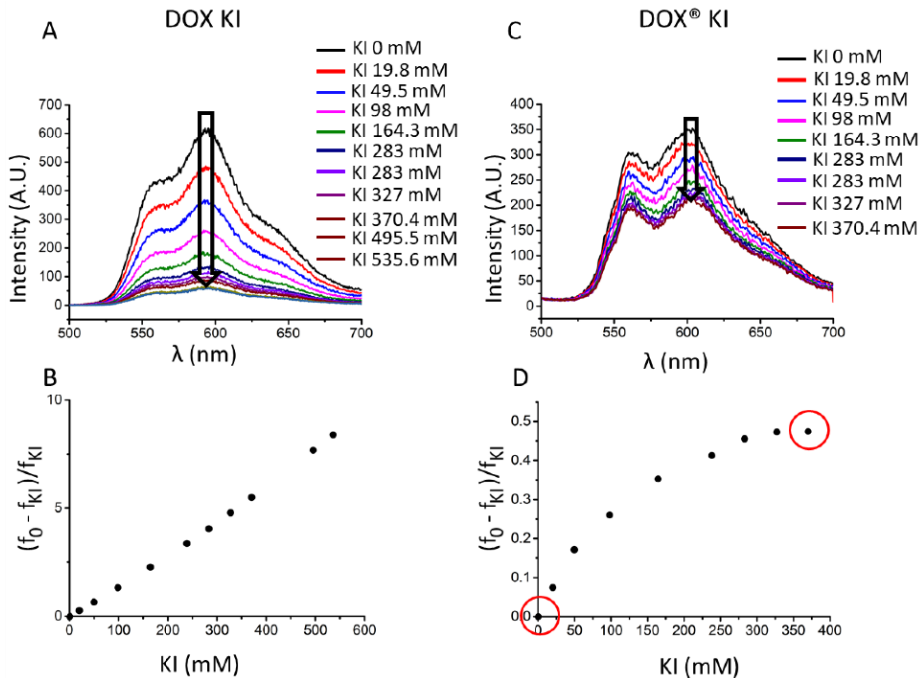 DOX KI
DOX® KI
A
KI 0 mM
KI 19.8 mM
KI 49.5 mM
KI 98 mM
KI 164.3 mM
KI 283 mM
KI 283 mM
KI 327 mM
KI 370.4 mM
KI 495.5 mM
KI 535.6 mM
Intensity (A.U.)
700
600
500
400
300
200
100
0
500 550 600 650 700
λ (nm)
C
KI 0 mM
KI 19.8 mM
KI 49.5 mM
KI 98 mM
KI 164.3 mM
KI 283 mM
KI 283 mM
KI 327 mM
KI 370.4 mM
Intensity (A.U.)
400
350
300
250
200
150
100
50
0
500 550 600 650 700
λ (nm)
B
(f0 - fKI)/fKI
10
5
0
0 100 200 300 400 500 600
KI (mM)
D
(f0 - fKI)/fKI
0.5
0.4
0.3
0.2
0.1
0.0
0 50 100 150 200 250 300 350 400
KI (mM)